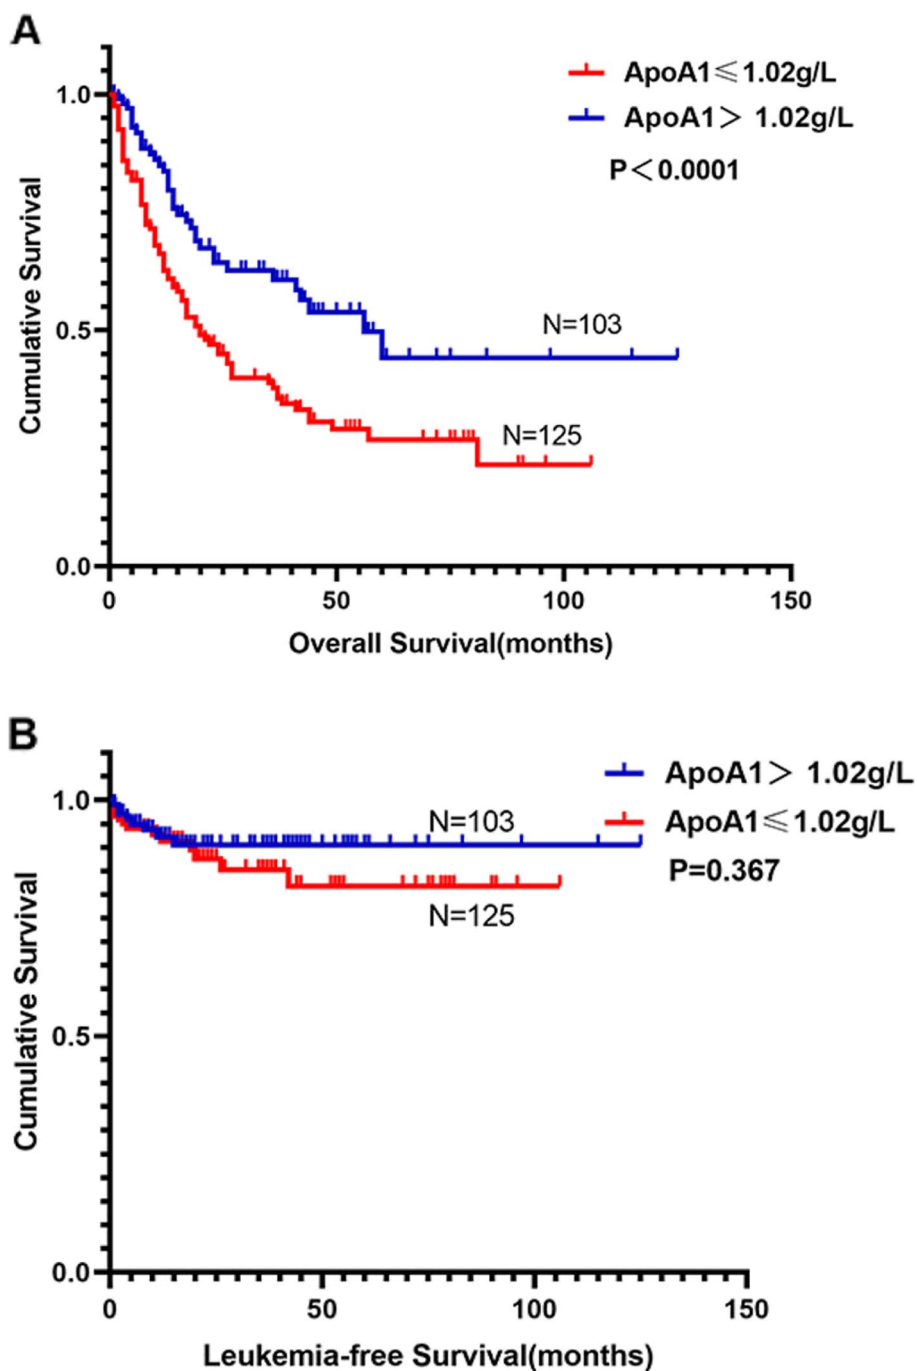 A
ApoA1≤1.02g/L
ApoA1> 1.02g/L
P<0.0001
1.0
0.5
0.0
Cumulative Survival
N=103
N=125
0 50 100 150
Overall Survival(months)
B
ApoA1> 1.02g/L
ApoA1≤1.02g/L
P=0.367
1.0
0.5
0.0
Cumulative Survival
N=103
N=125
0 50 100 150
Leukemia-free Survival(months)